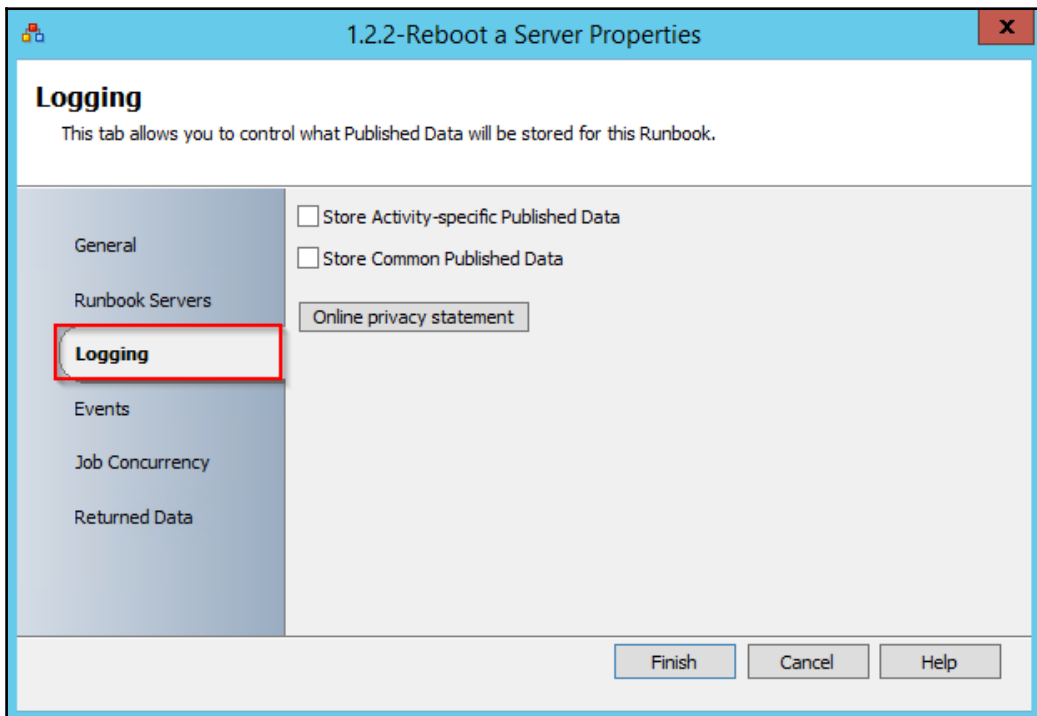 1.2.2-Reboot a Server Properties
x
Logging
This tab allows you to control what Published Data will be stored for this Runbook.
General
Runbook Servers
Logging
Events
Job Concurrency
Returned Data
Store Activity-specific Published Data
Store Common Published Data
Online privacy statement
Finish
Cancel
Help